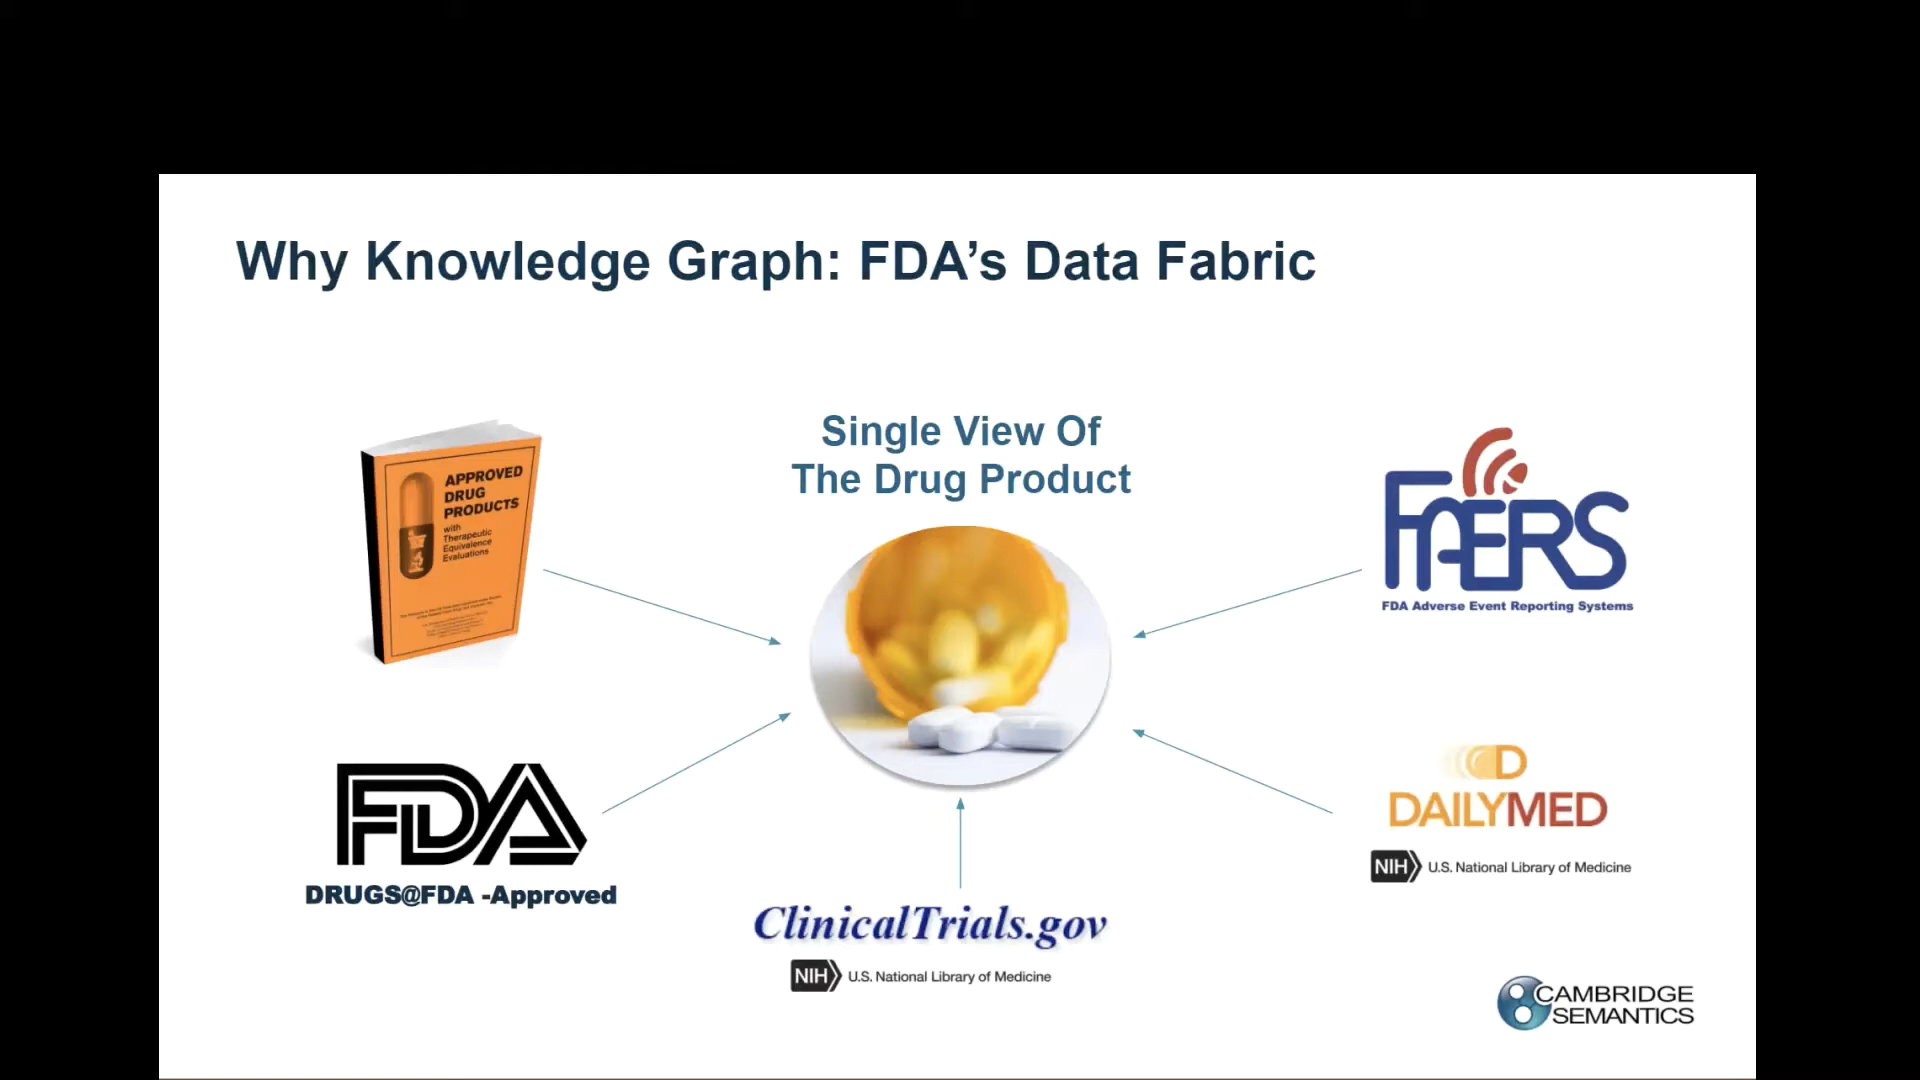 Why Knowledge Graph: FDA's Data Fabric
Single View Of
The Drug Product
APPROVED
DRUG
PRODUCTS
with
Therapeutic
Equivalence
Evaluations
FAERS
FDA Adverse Event Reporting Systems
FDA
DRUGS@FDA -Approved
DAILYMED
NIH U.S. National Library of Medicine
ClinicalTrials.gov
NIH U.S. National Library of Medicine
CAMBRIDGE
SEMANTICS